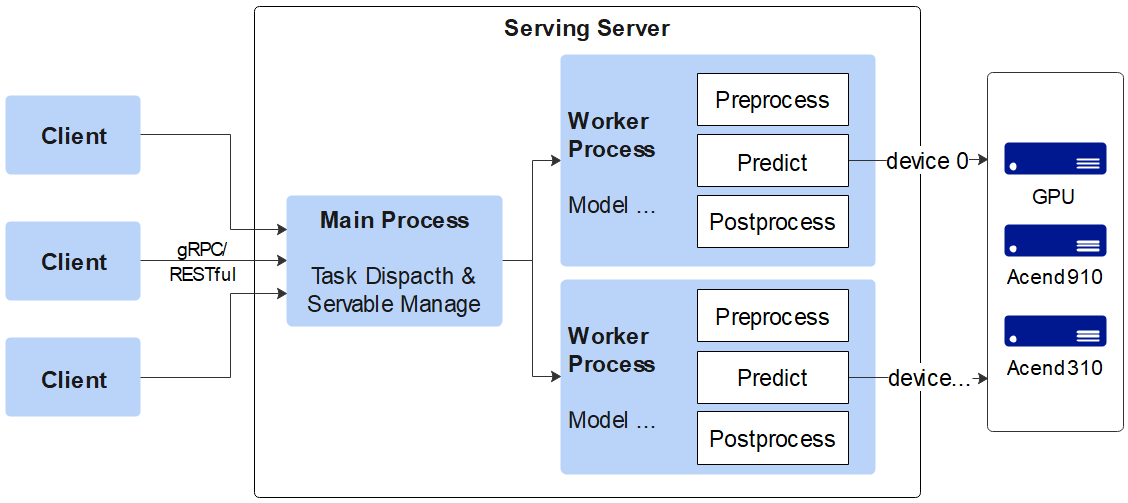 Serving Server
Client
Client
Client
gRPC/
RESTful
Main Process
Task Dispacth &
Servable Manage
Worker
Process
Model ...
Preprocess
Predict
Postprocess
device 0
Worker
Process
Model ...
Preprocess
Predict
Postprocess
device...
GPU
Acend910
Acend310